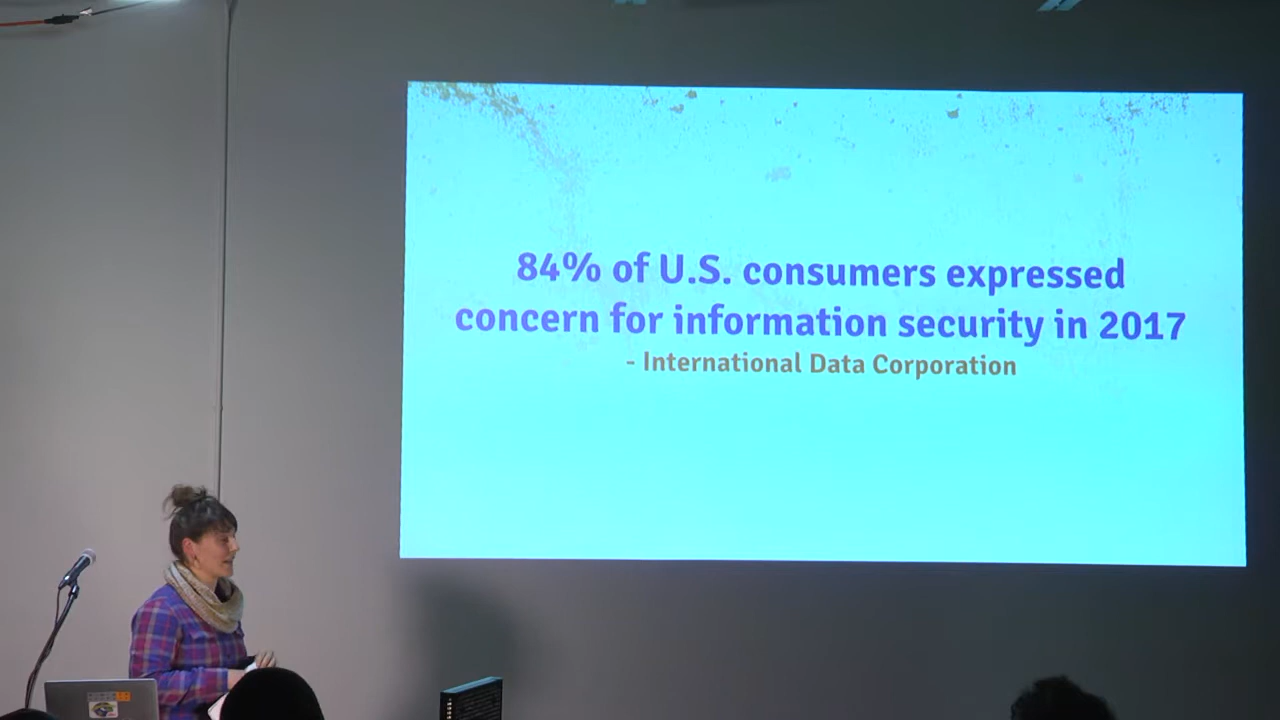 84% of U.S. consumers expressed
concern for information security in 2017
- International Data Corporation